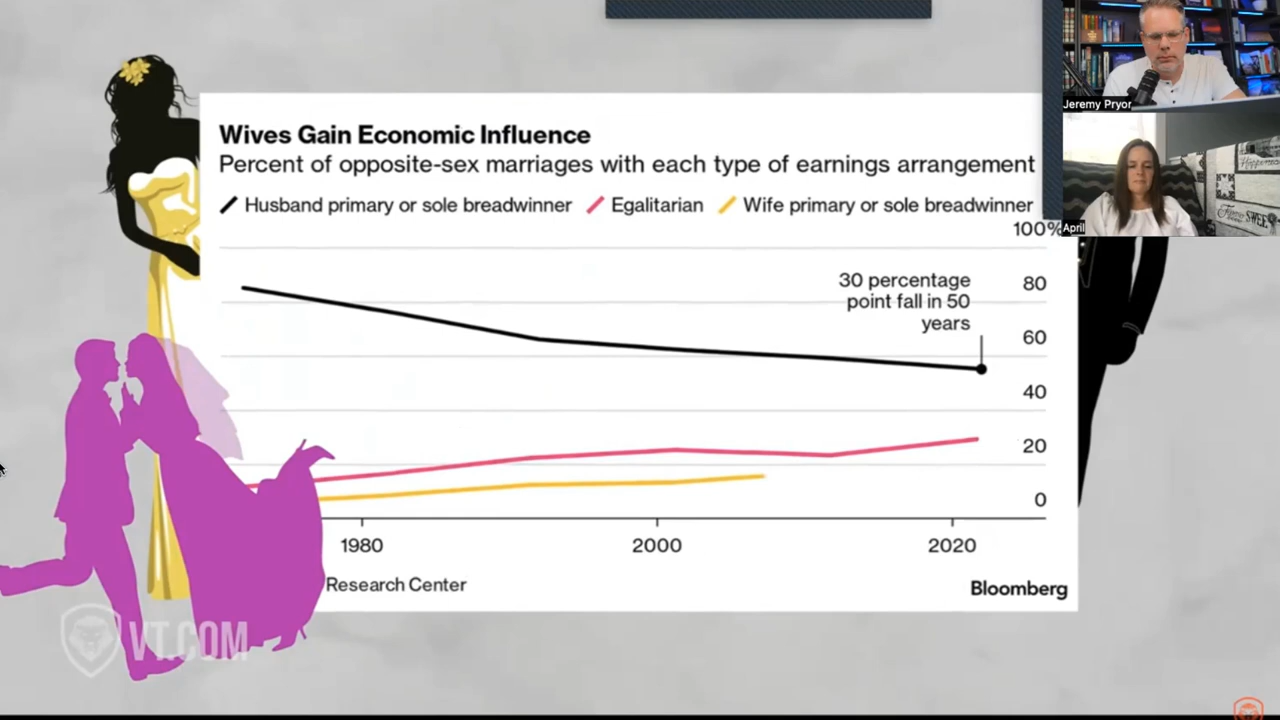 Jeremy Pryor
April
Wives Gain Economic Influence
Percent of opposite-sex marriages with each type of earnings arrangement
Husband primary or sole breadwinner Egalitarian Wife primary or sole breadwinner
100%
30 percentage
point fall in 50
years
80
60
40
20
0
1980 2000 2020
Research Center
Bloomberg
VT.COM